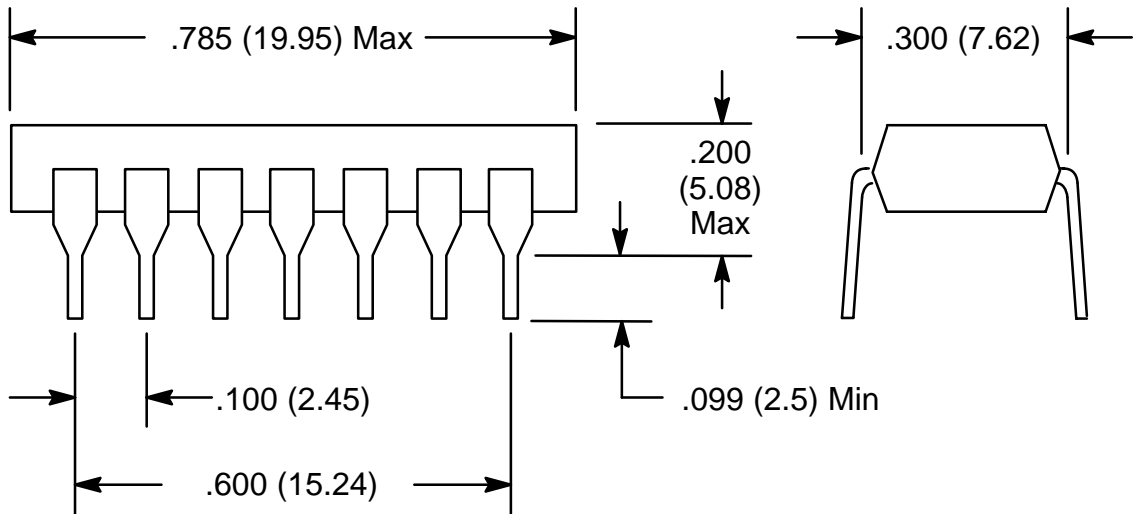 .785 (19.95) Max
.300 (7.62)
.200
(5.08)
Max
.100 (2.45)
.099 (2.5) Min
.600 (15.24)